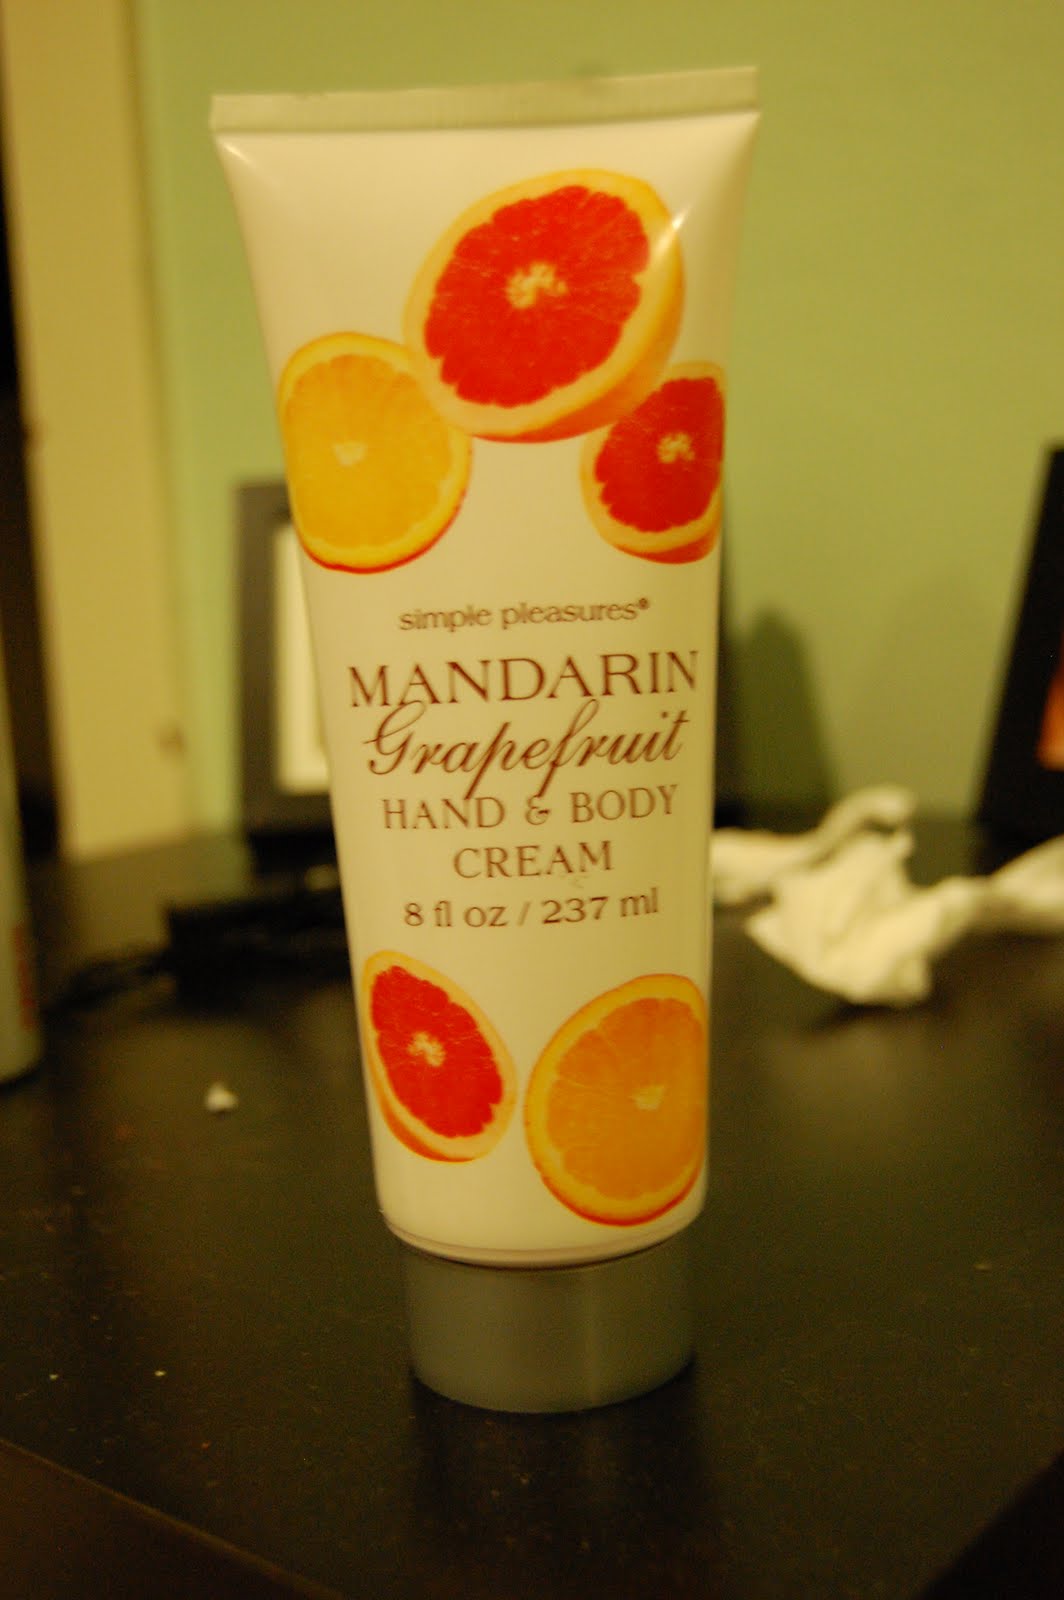 simple pleasures®
MANDARIN
Grapefruit
HAND & BODY
CREAM
8 fl oz / 237 ml